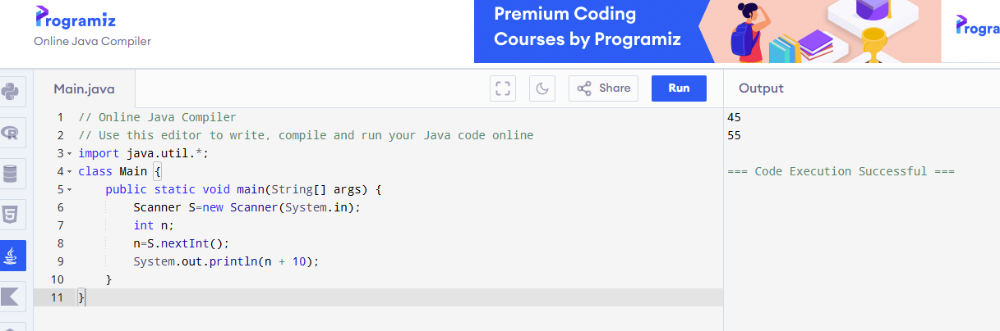 Programiz
Online Java Compiler
Premium Coding
Courses by Programiz
Progra
Main.java
Share
Run
Output
1 // Online Java Compiler
2 // Use this editor to write, compile and run your Java code online
3 import java.util.*;
4 class Main {
5 public static void main(String[] args) {
6 Scanner S=new Scanner(System.in);
7 int n;
8 n=S.nextInt();
9 System.out.println(n + 10);
10 }
11 }
45
55
=== Code Execution Successful ===